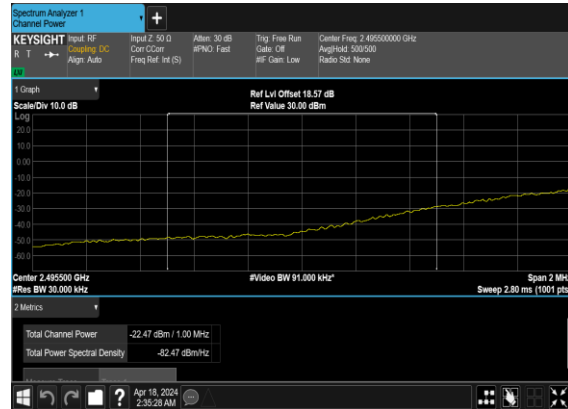 Spectrum Analyzer 1
Channel Power
+
KEYSIGHT Input: RF Input Z: 50 Ω Atten: 30 dB Trig: Free Run Center Freq: 2.495500000 GHz
R T Coupling: DC Corr CCorr #PNO: Fast Gate: Off Avg|Hold: 500/500
Align: Auto Freq Ref: Int (S) #IF Gain: Low Radio Std: None
1 Graph Ref Lvl Offset 18.57 dB
Scale/Div 10.0 dB Ref Value 30.00 dBm
Log
20.0
10.0
0.00
-10.0
-20.0
-30.0
-40.0
-50.0
-60.0
Center 2.495500 GHz #Video BW 91.000 kHz* Span 2 MHz
#Res BW 30.000 kHz Sweep 2.80 ms (1001 pts
2 Metrics
Total Channel Power -22.47 dBm / 1.00 MHz
Total Power Spectral Density -82.47 dBm/Hz
? Apr 18, 2024
2:35:28 AM